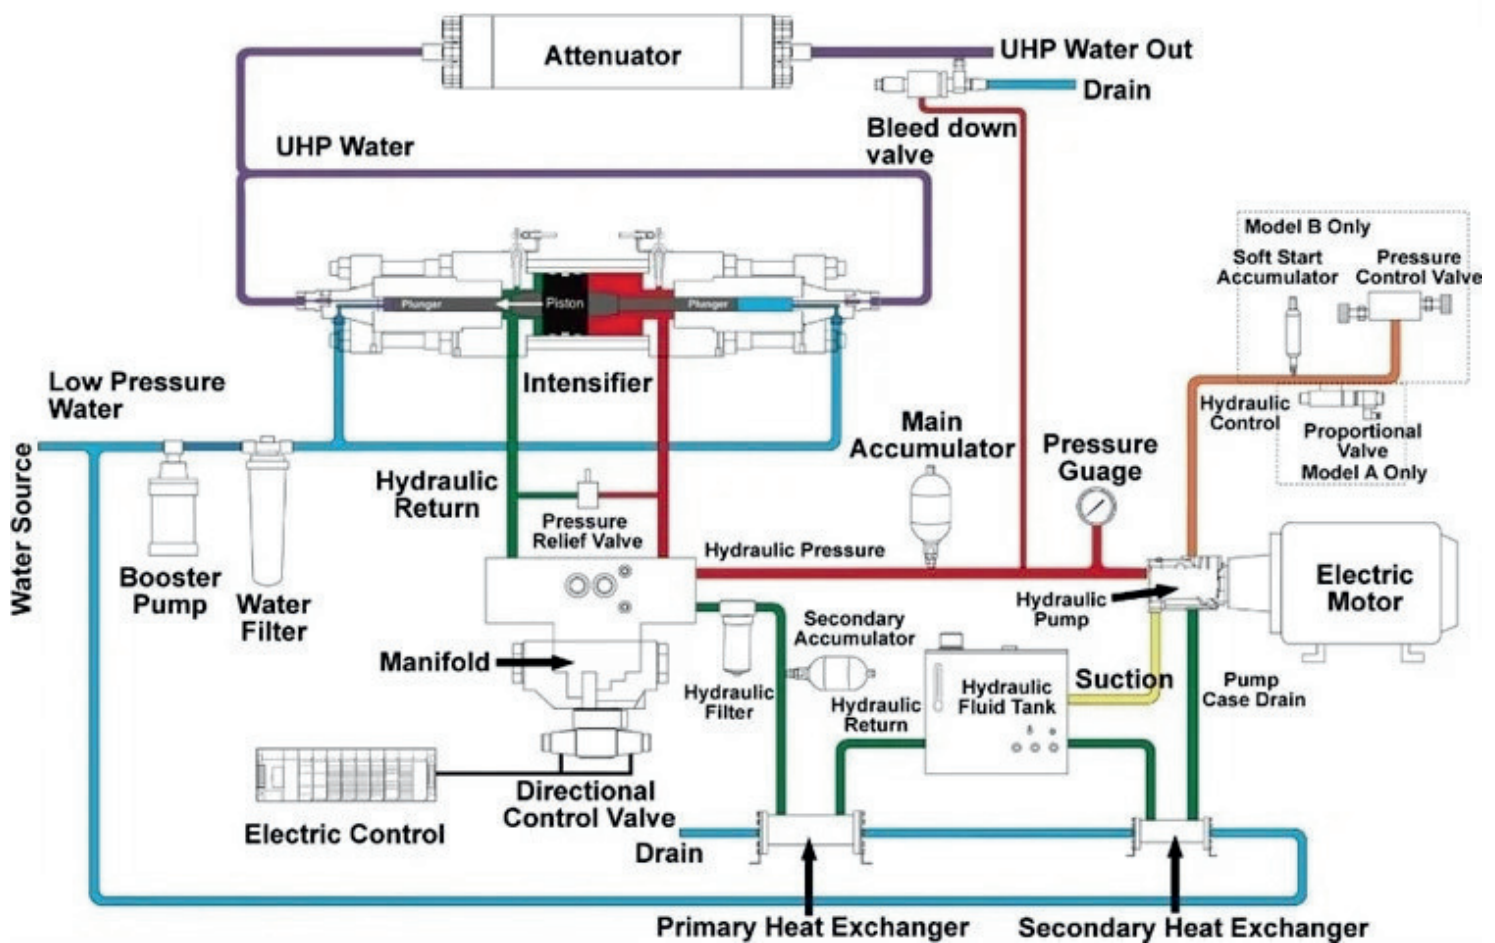 Attenuator
UHP Water Out
Drain
Bleed down
valve
UHP Water
Model B Only
Soft Start
Accumulator
Pressure
Control Valve
Plunger
Piston
Plunger
Intensifier
Low Pressure
Water
Hydraulic
Control
Proportional
Valve
Model A Only
Main
Accumulator
Pressure
Guage
Water Source
Hydraulic
Return
Pressure
Relief Valve
Hydraulic Pressure
Booster
Pump
Water
Filter
Electric
Motor
Hydraulic
Pump
Secondary
Accumulator
Manifold
Hydraulic
Filter
Hydraulic
Return
Hydraulic
Fluid Tank
Suction
Pump
Case Drain
Directional
Control Valve
Electric Control
Drain
Primary Heat Exchanger
Secondary Heat Exchanger